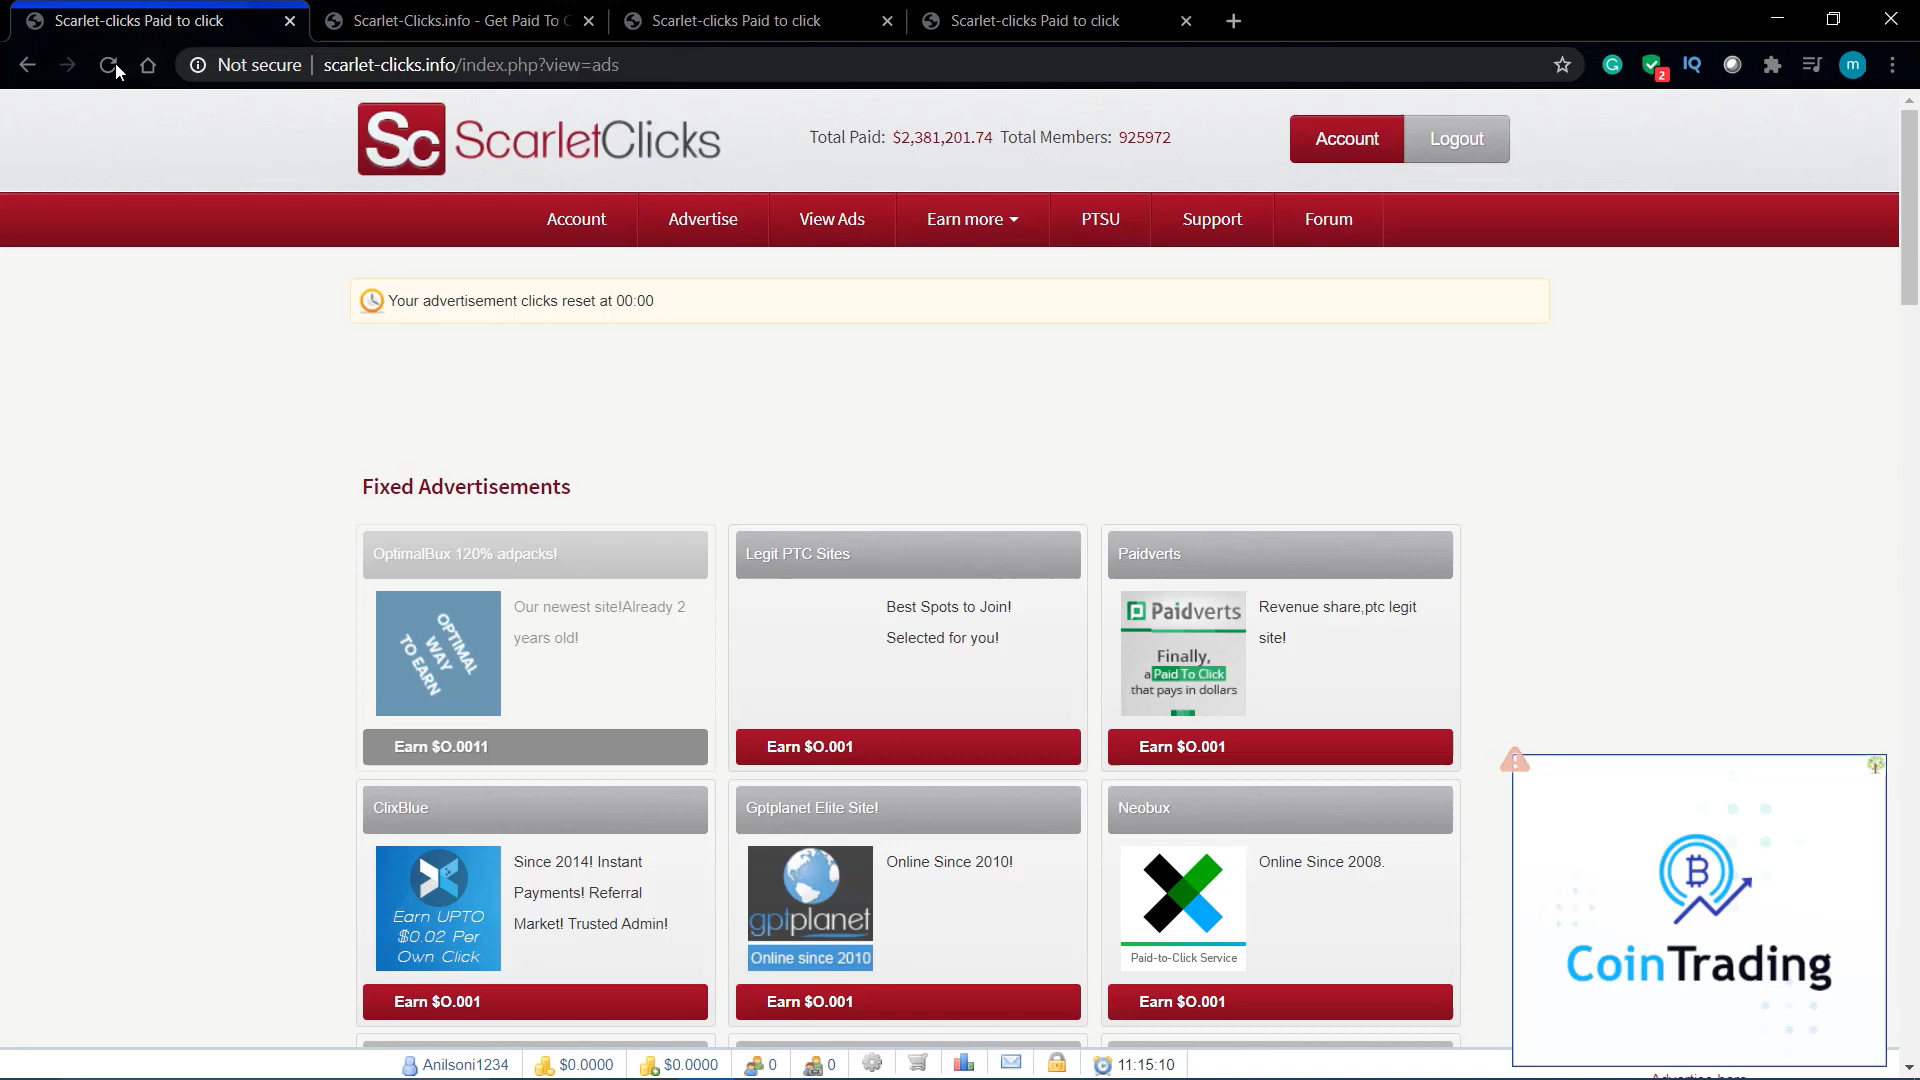 Scarlet-clicks Paid to click
Scarlet-Clicks.info - Get Paid To C
Scarlet-clicks Paid to click
Scarlet-clicks Paid to click
Not secure
scarlet-clicks.info/index.php?view=ads
2
IQ
m
Sc ScarletClicks
Total Paid: $2,381,201.74 Total Members: 925972
Account
Logout
Account
Advertise
View Ads
Earn more
PTSU
Support
Forum
Your advertisement clicks reset at 00:00
Fixed Advertisements
OptimalBux 120% adpacks!
OPTIMAL
WAY
TO EARN
Our newest site!Already 2
years old!
Earn $O.0011
Legit PTC Sites
Best Spots to Join!
Selected for you!
Earn $O.001
Paidverts
Paidverts
Finally,
a Paid To Click
that pays in dollars
Revenue share,ptc legit
site!
Earn $O.001
ClixBlue
Earn UPTO
$0.02 Per
Own Click
Since 2014! Instant
Payments! Referral
Market! Trusted Admin!
Earn $O.001
Gptplanet Elite Site!
gptplanet
Online since 2010
Online Since 2010!
Earn $O.001
Neobux
Paid-to-Click Service
Online Since 2008.
Earn $O.001
CoinTrading
Advertise here
Anilsoni1234
$0.0000
$0.0000
0
0
11:15:10